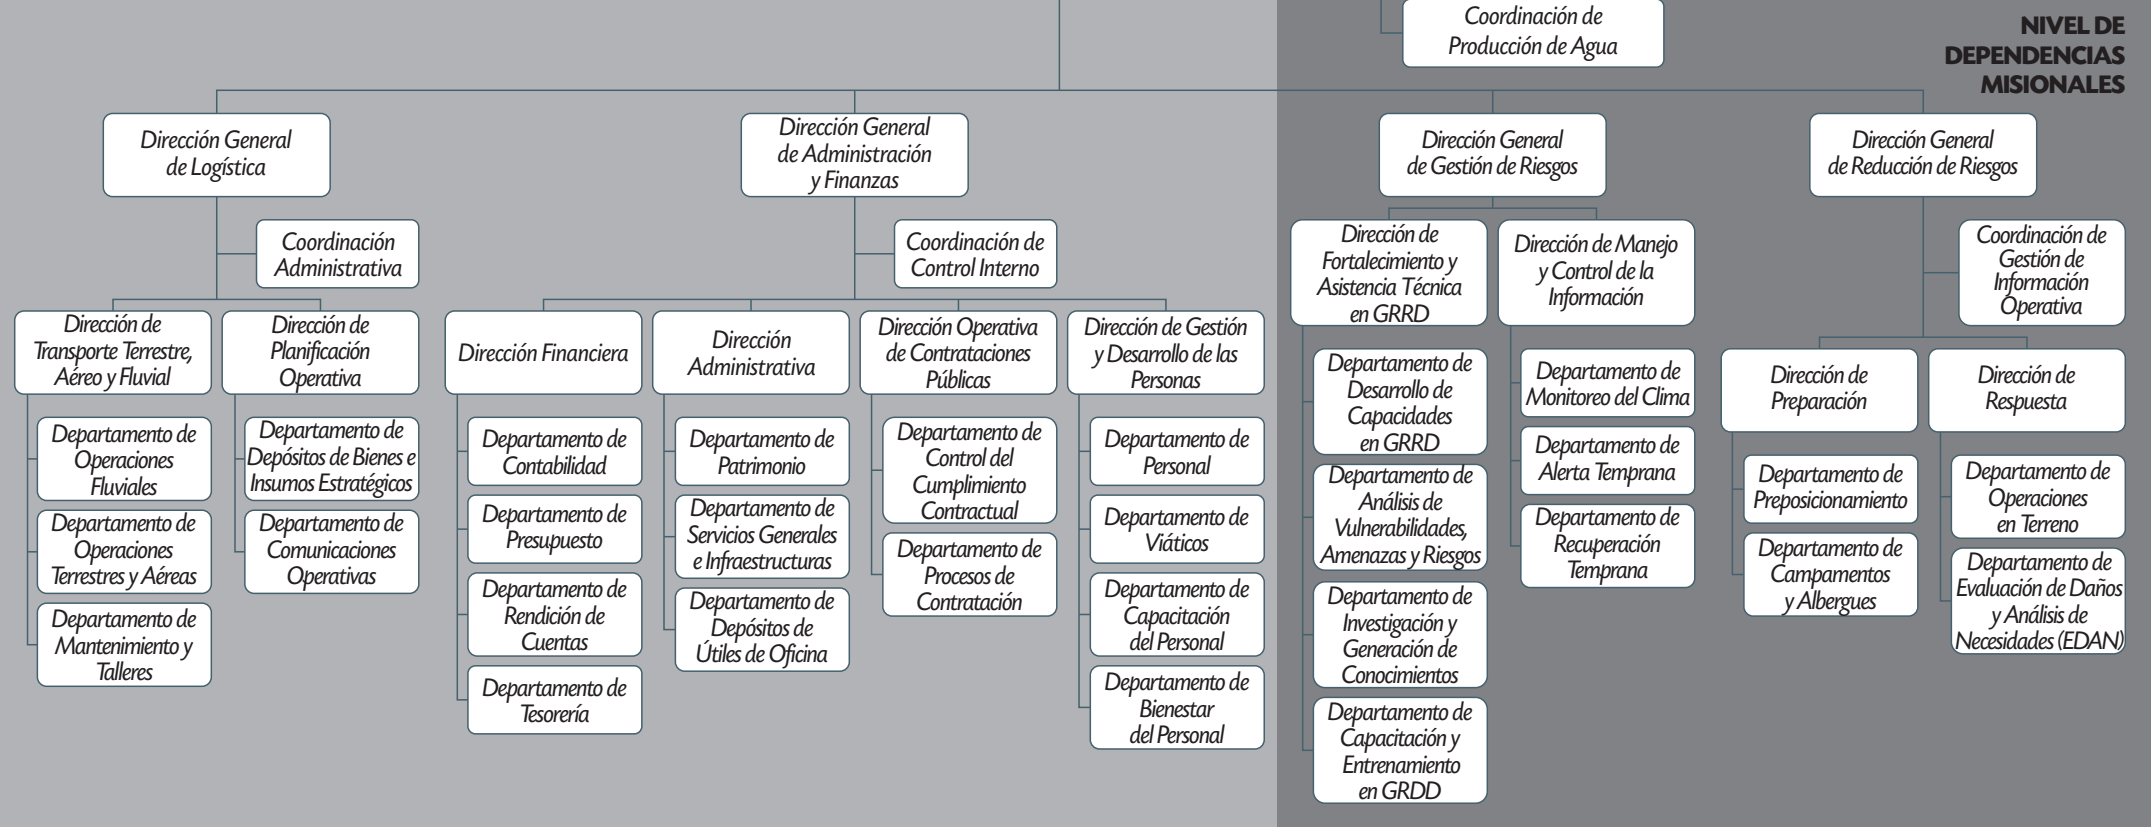 Coordinación de
Producción de Agua
NIVEL DE
DEPENDENCIAS
MISIONALES
Dirección General
de Logística
Dirección General
de Administración
y Finanzas
Dirección General
de Gestión de Riesgos
Dirección General
de Reducción de Riesgos
Coordinación
Administrativa
Coordinación de
Control Interno
Dirección de
Fortalecimiento y
Asistencia Técnica
en GRRD
Dirección de Manejo
y Control de la
Información
Coordinación de
Gestión de
Información
Operativa
Dirección de
Transporte Terrestre,
Aéreo y Fluvial
Dirección de
Planificación
Operativa
Dirección Financiera
Dirección
Administrativa
Dirección Operativa
de Contrataciones
Públicas
Dirección de Gestión
y Desarrollo de las
Personas
Dirección de
Preparación
Dirección de
Respuesta
Departamento de
Operaciones
Fluviales
Departamento de
Operaciones
Terrestres y Aéreas
Departamento de
Mantenimiento y
Talleres
Departamento de
Depósitos de Bienes e
Insumos Estratégicos
Departamento de
Comunicaciones
Operativas
Departamento de
Contabilidad
Departamento de
Presupuesto
Departamento de
Rendición de
Cuentas
Departamento de
Tesorería
Departamento de
Patrimonio
Departamento de
Servicios Generales
e Infraestructuras
Departamento de
Depósitos de
Útiles de Oficina
Departamento de
Control del
Cumplimiento
Contractual
Departamento de
Procesos de
Contratación
Departamento de
Personal
Departamento de
Viáticos
Departamento de
Capacitación
del Personal
Departamento de
Bienestar
del Personal
Departamento de
Desarrollo de
Capacidades
en GRRD
Departamento de
Análisis de
Vulnerabilidades,
Amenazas y Riesgos
Departamento de
Investigación y
Generación de
Conocimientos
Departamento de
Capacitación y
Entrenamiento
en GRDD
Departamento de
Monitoreo del Clima
Departamento de
Alerta Temprana
Departamento de
Recuperación
Temprana
Departamento de
Preposicionamiento
Departamento de
Campamentos
y Albergues
Departamento de
Operaciones
en Terreno
Departamento de
Evaluación de Daños
y Análisis de
Necesidades (EDAN)